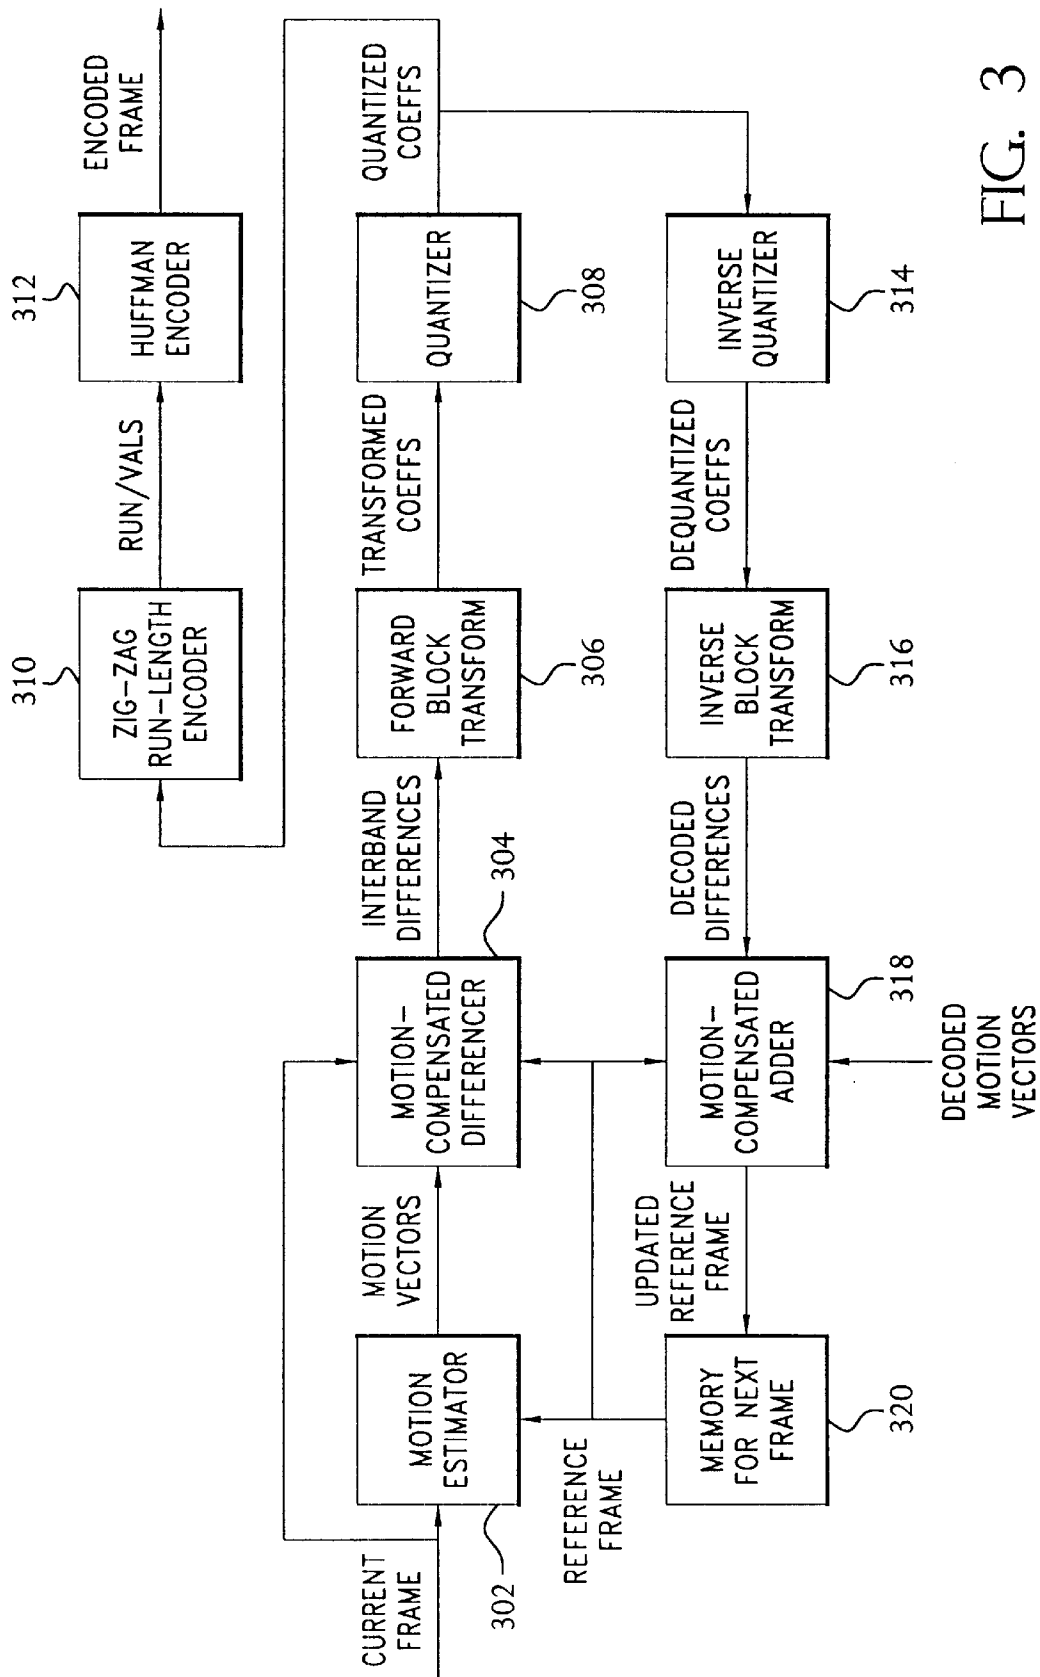 312
HUFFMAN
ENCODER
ENCODED
FRAME
RUN/VALS
310
ZIG-ZAG
RUN-LENGTH
ENCODER
CURRENT
FRAME
302
MOTION
ESTIMATOR
MOTION
VECTORS
MOTION-
COMPENSATED
DIFFERENCER
304
INTERBAND
DIFFERENCES
FORWARD
BLOCK
TRANSFORM
306
TRANSFORMED
COEFFS
QUANTIZER
308
QUANTIZED
COEFFS
REFERENCE
FRAME
MEMORY
FOR NEXT
FRAME
320
UPDATED
REFERENCE
FRAME
MOTION-
COMPENSATED
ADDER
318
DECODED
MOTION
VECTORS
DECODED
DIFFERENCES
INVERSE
BLOCK
TRANSFORM
316
DEQUANTIZED
COEFFS
INVERSE
QUANTIZER
314
FIG. 3